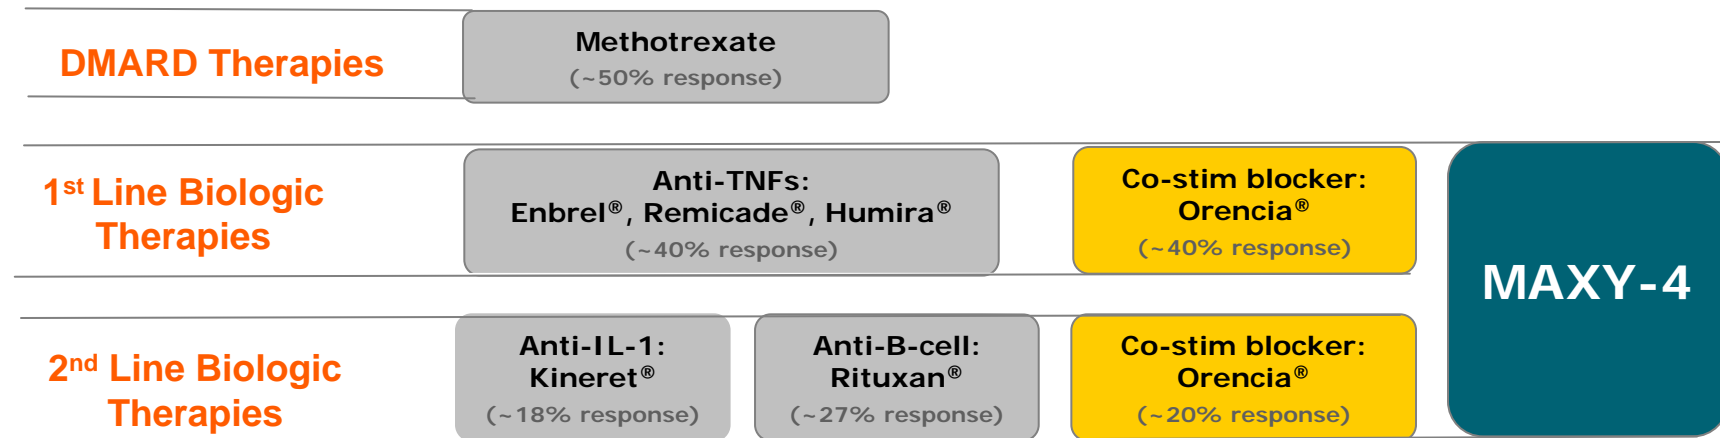 DMARD Therapies
Methotrexate
(~50% response)
1st Line Biologic
Therapies
Anti-TNFs:
Enbrel®, Remicade®, Humira®
(~40% response)
Co-stim blocker:
Orencia®
(~40% response)
MAXY-4
2nd Line Biologic
Therapies
Anti-IL-1:
Kineret®
(~18% response)
Anti-B-cell:
Rituxan®
(~27% response)
Co-stim blocker:
Orencia®
(~20% response)